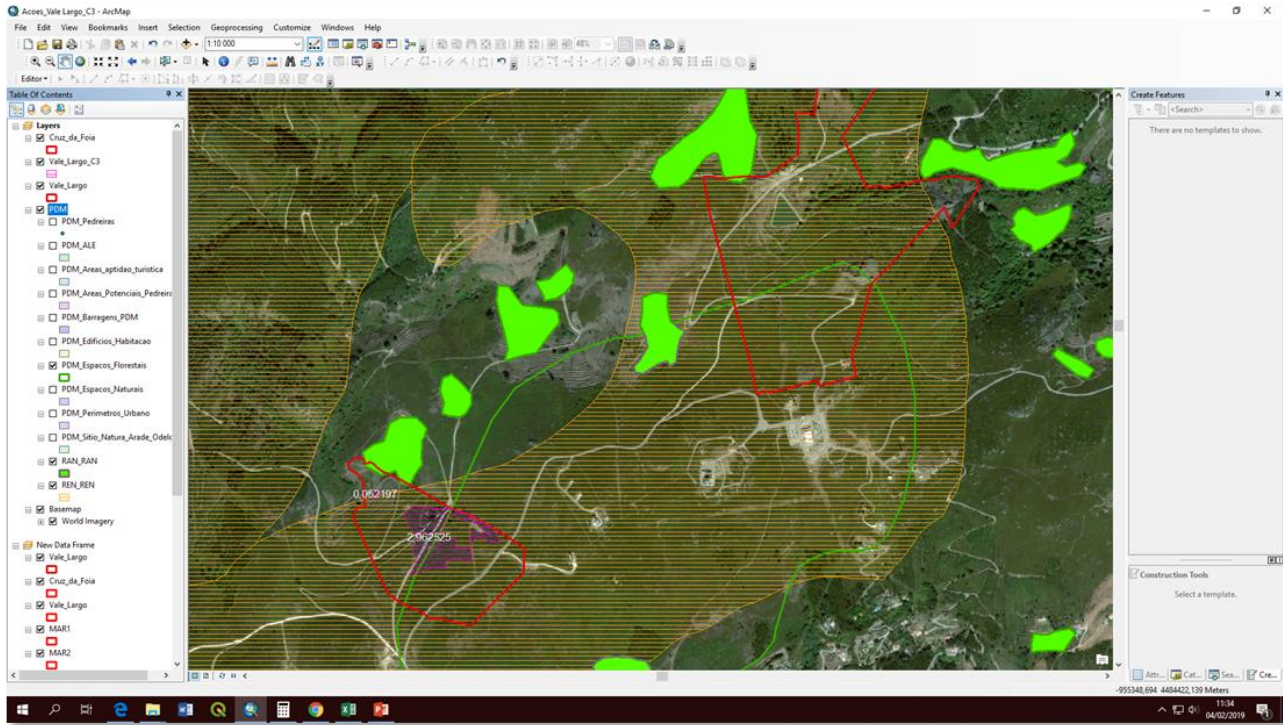 Acoes_Vale Largo_C3 - ArcMap
File Edit View Bookmarks Insert Selection Geoprocessing Customize Windows Help
1:10 000
48%
Editor
Table Of Contents
Layers
Cruz_da_Foia
Vale_Largo_C3
Vale_Largo
PDM
PDM_Pedreiras
PDM_ALE
PDM_Areas_aptidao_turistica
PDM_Areas_Potenciais_Pedreira
PDM_Barragens_PDM
PDM_Edificios_Habitacao
PDM_Espacos_Florestais
PDM_Espacos_Naturais
PDM_Perimetros_Urbano
PDM_Sitio_Natura_Arade_Odelo
RAN_RAN
REN_REN
Basemap
World Imagery
New Data Frame
Vale_Largo
Cruz_da_Foia
Vale_Largo
MAR1
MAR2
0,052197
2,962525
Create Features
<Search>
There are no templates to show.
Construction Tools
Select a template.
Attr... Cat... Sea... Cre...
-955348,694 4484422,139 Meters
11:34
04/02/2019